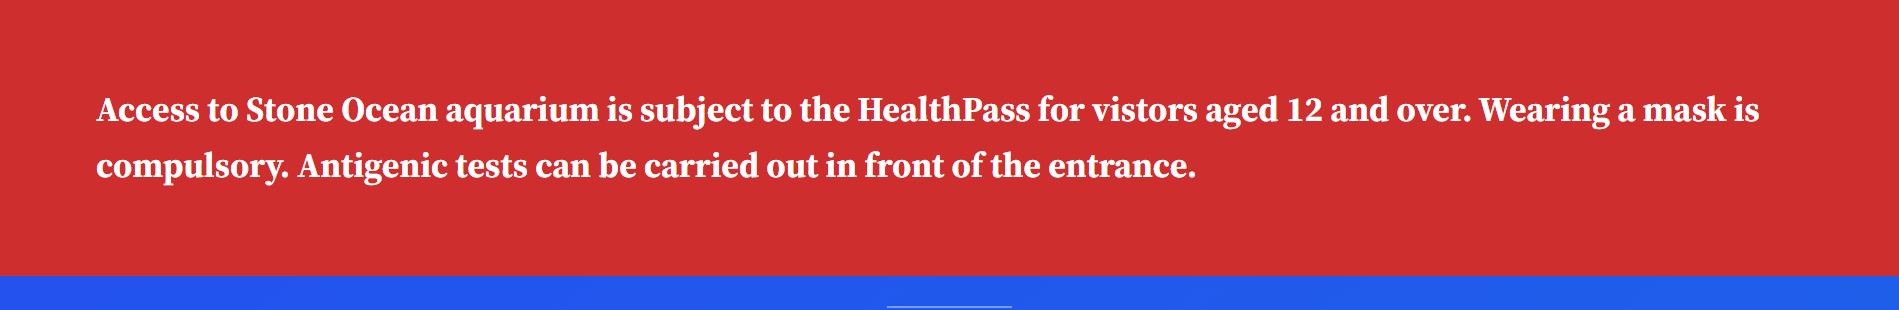 Access to Stone Ocean aquarium is subject to the HealthPass for vistors aged 12 and over. Wearing a mask is
compulsory. Antigenic tests can be carried out in front of the entrance.